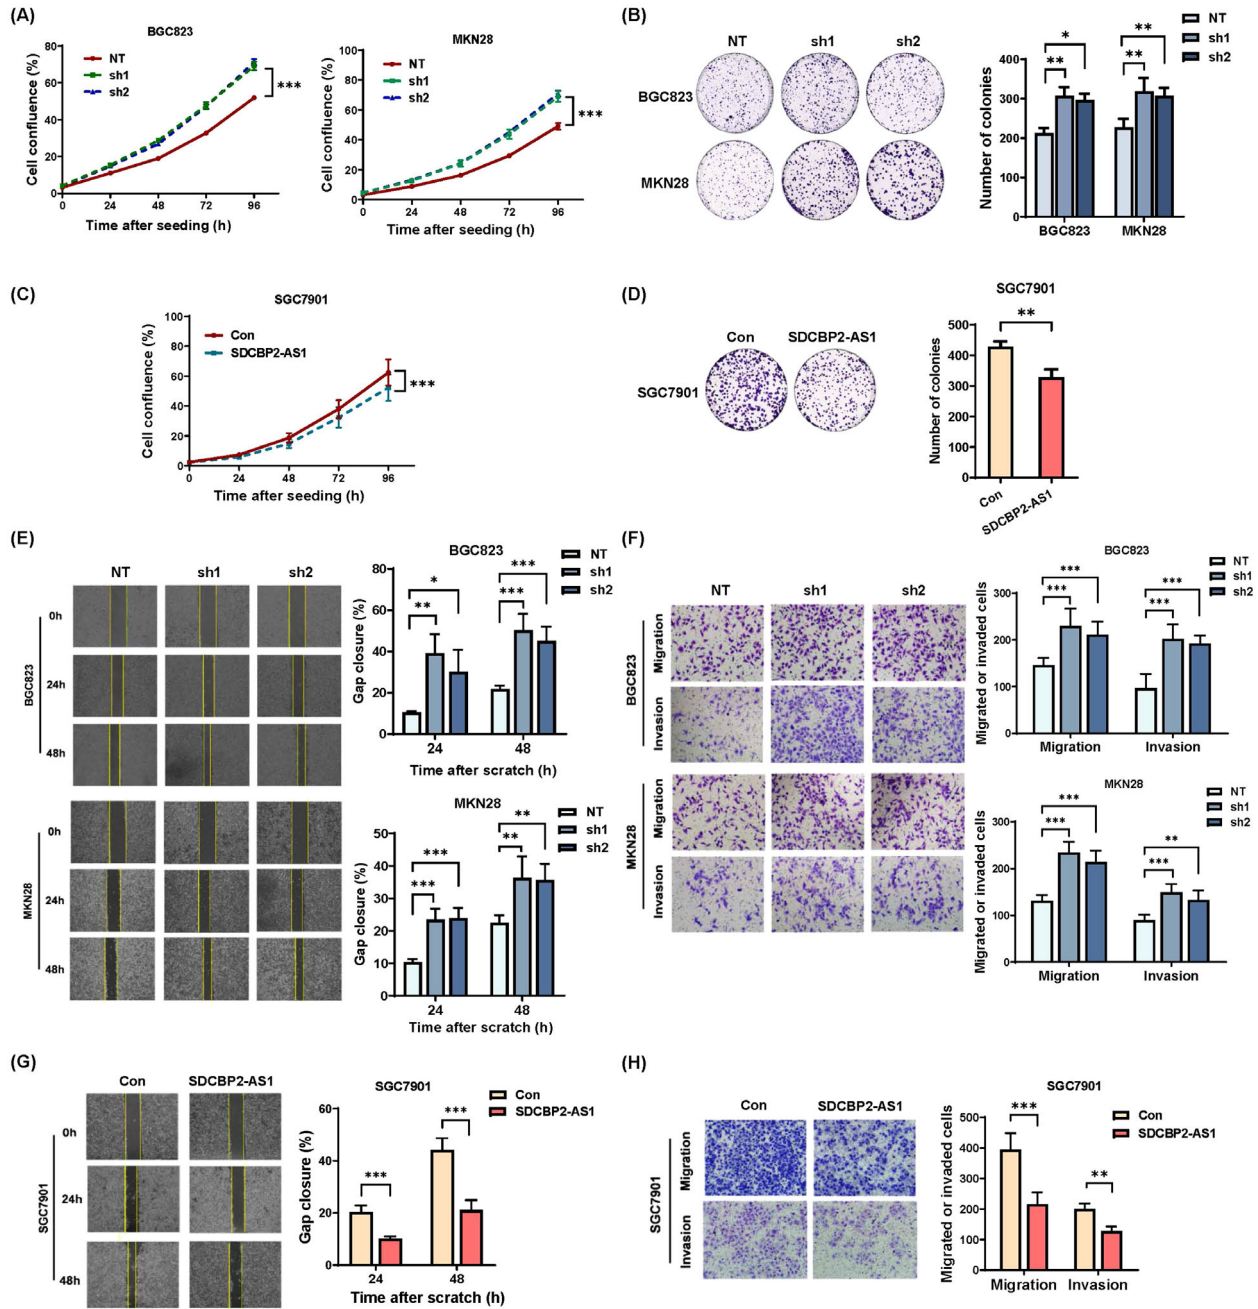 (A)
BGC823
Cell confluence (%)
80
60
40
20
0
NT
sh1
sh2
***
0 24 48 72 96
Time after seeding (h)
MKN28
Cell confluence (%)
100
80
60
40
20
0
NT
sh1
sh2
***
0 24 48 72 96
Time after seeding (h)
(B)
NT sh1 sh2
BGC823
MKN28
NT
sh1
sh2
Number of colonies
400
300
200
100
0
* **
** **
BGC823 MKN28
(C)
SGC7901
Cell confluence (%)
100
80
60
40
20
0
Con
SDCBP2-AS1
***
0 24 48 72 96
Time after seeding (h)
(D)
Con SDCBP2-AS1
SGC7901
SGC7901
Number of colonies
500
400
300
200
100
0
**
Con
SDCBP2-AS1
(E)
NT sh1 sh2
BGC823
0h
24h
48h
MKN28
0h
24h
48h
BGC823
Gap closure (%)
80
60
40
20
0
NT
sh1
sh2
* ***
** ***
24 48
Time after scratch (h)
MKN28
Gap closure (%)
50
40
30
20
10
0
NT
sh1
sh2
*** **
*** **
24 48
Time after scratch (h)
(F)
NT sh1 sh2
BGC823
Migration
Invasion
MKN28
Migration
Invasion
BGC823
Migrated or invaded cells
300
200
100
0
NT
sh1
sh2
*** ***
*** ***
Migration Invasion
MKN28
Migrated or invaded cells
300
200
100
0
NT
sh1
sh2
*** **
*** ***
Migration Invasion
(G)
Con SDCBP2-AS1
SGC7901
0h
24h
48h
SGC7901
Gap closure (%)
60
40
20
0
Con
SDCBP2-AS1
*** ***
24 48
Time after scratch (h)
(H)
Con SDCBP2-AS1
SGC7901
Migration
Invasion
SGC7901
Migrated or invaded cells
500
400
300
200
100
0
Con
SDCBP2-AS1
*** **
Migration Invasion